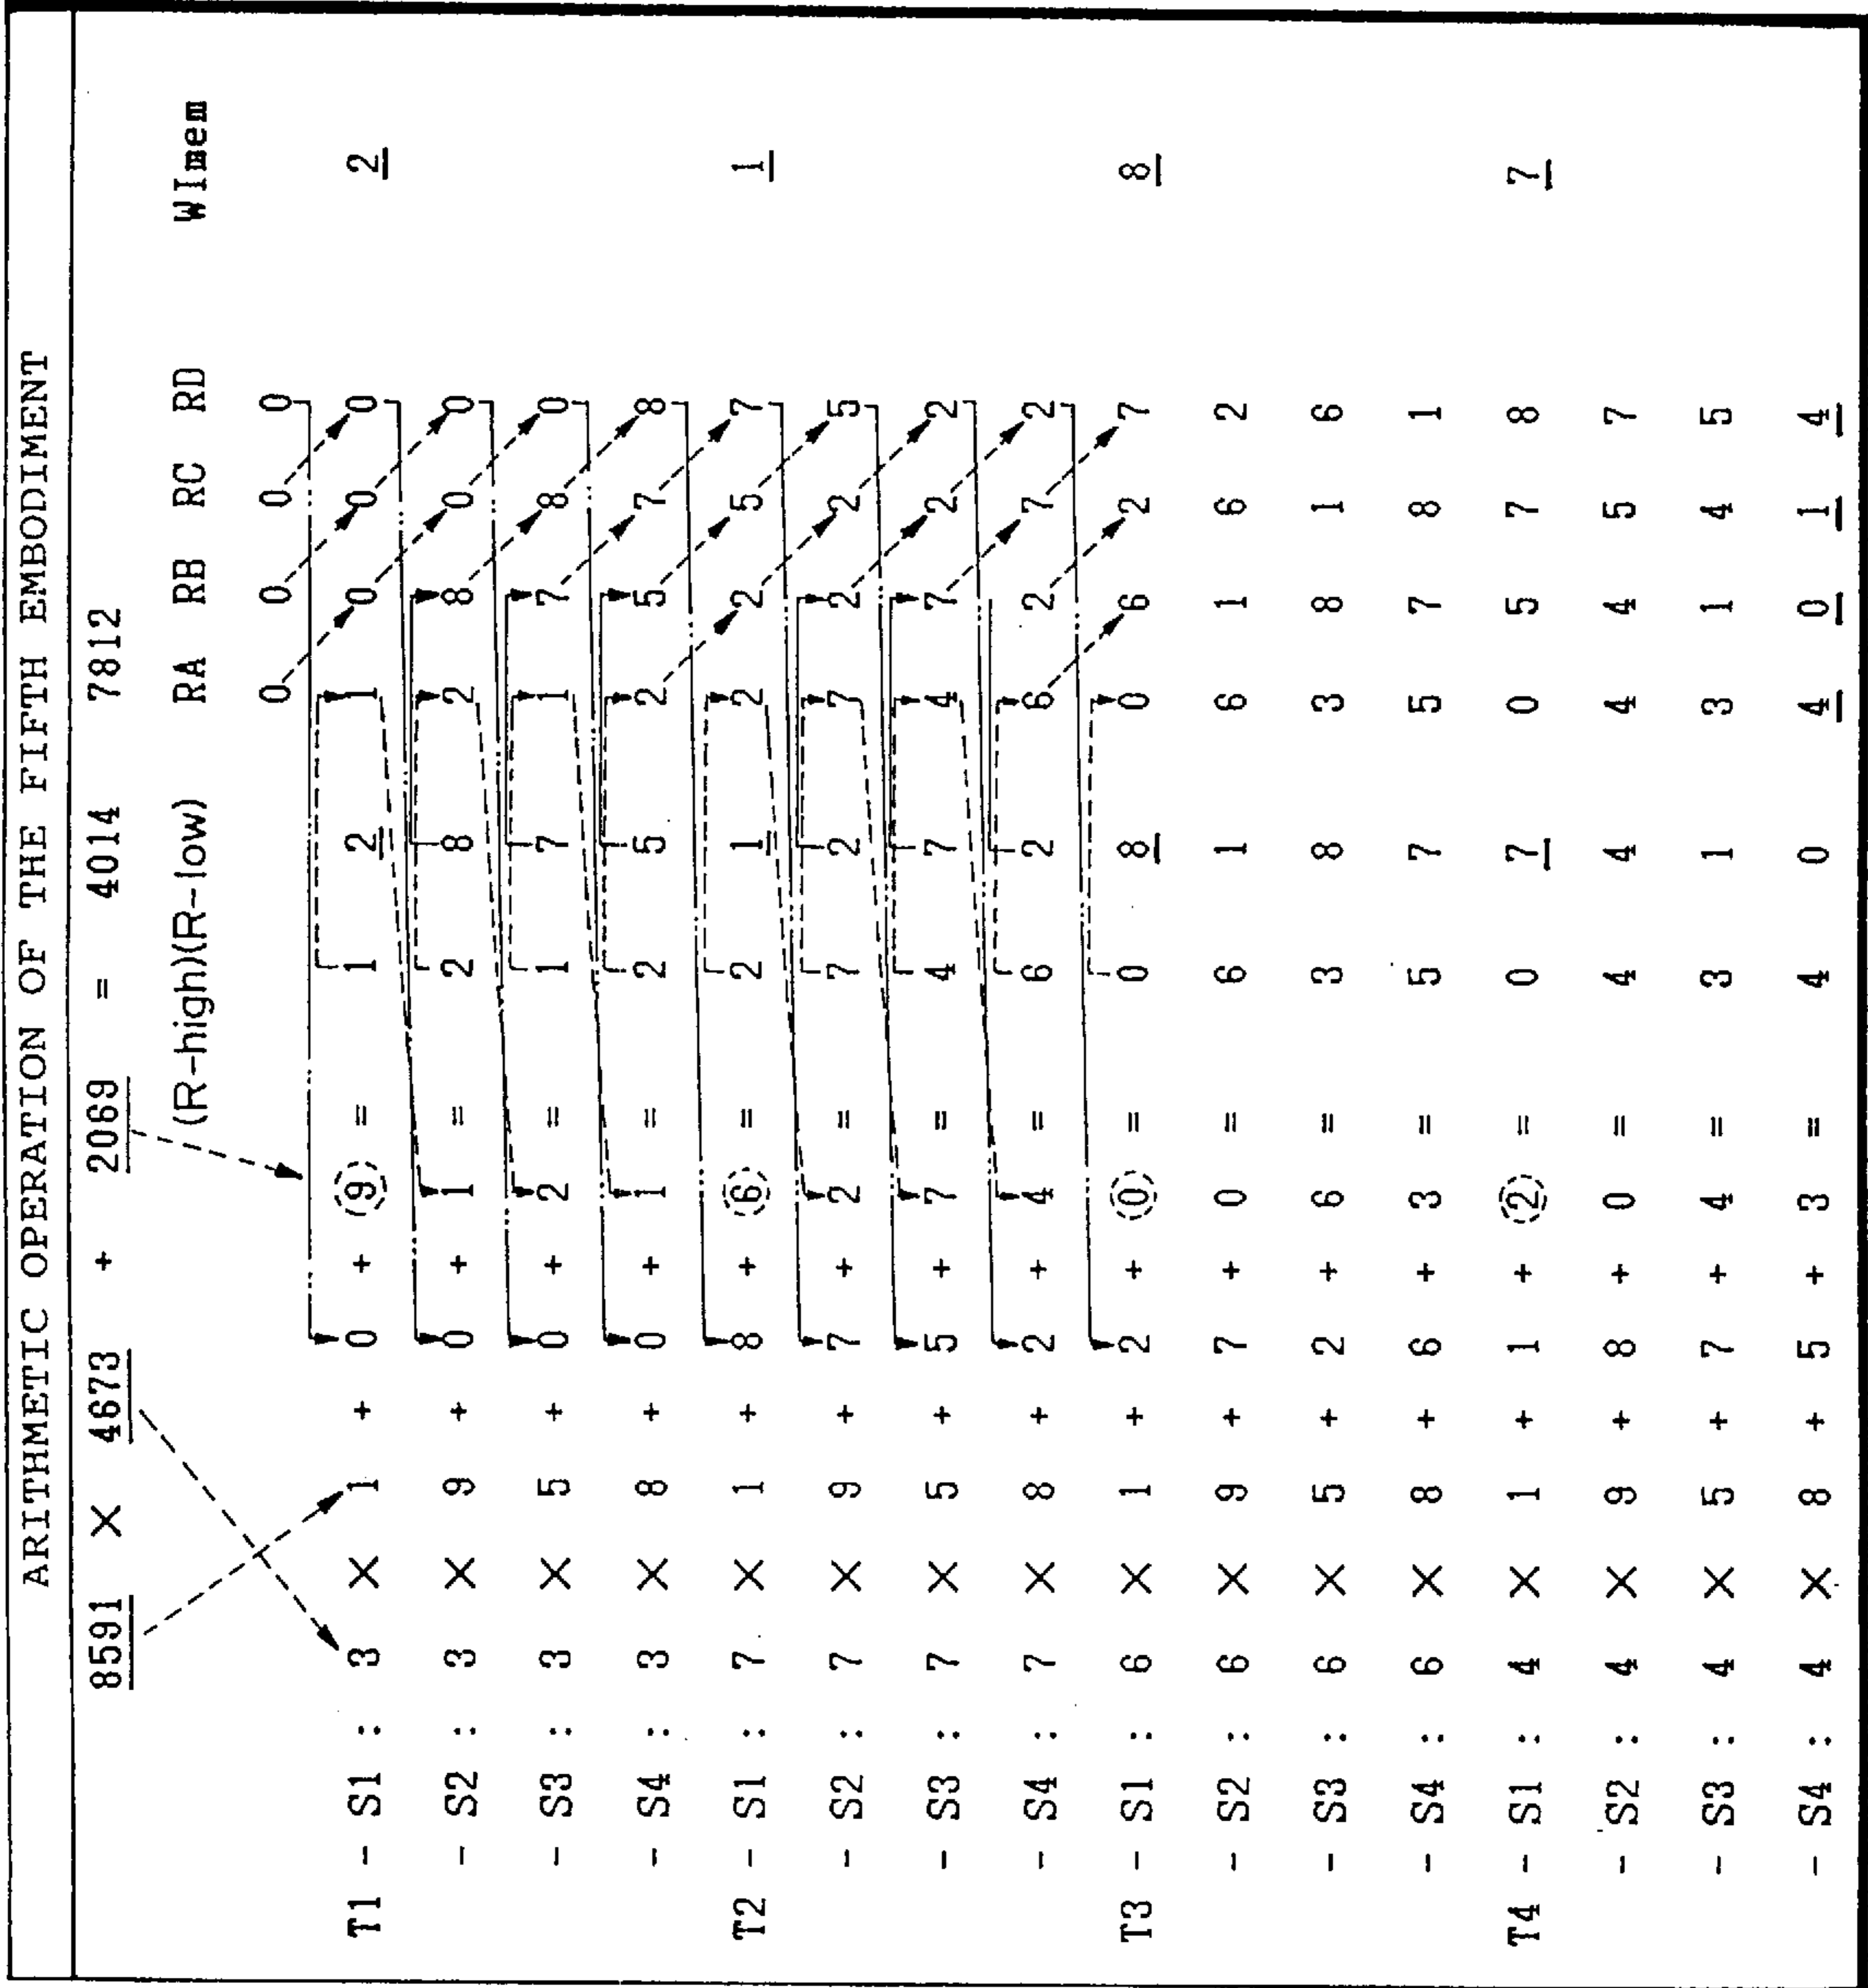 ARITHMETIC OPERATION OF THE FIFTH EMBODIMENT
8591 × 4673 + 2069 = 4014 7812
(R-high)(R-low) RA RB RC RD WImem
0 0 0 0
T1 - S1 : 3 × 1 + 0 + 9 = 1 2 1 0 0 0 2
- S2 : 3 × 9 + 0 + 1 = 2 8 2 8 0 0
- S3 : 3 × 5 + 0 + 2 = 1 7 1 7 8 0
- S4 : 3 × 8 + 0 + 1 = 2 5 2 5 7 8
T2 - S1 : 7 × 1 + 8 + 6 = 2 1 2 2 5 7 1
- S2 : 7 × 9 + 7 + 2 = 7 2 7 2 2 5
- S3 : 7 × 5 + 5 + 7 = 4 7 4 7 2 2
- S4 : 7 × 8 + 2 + 4 = 6 2 6 2 7 2
T3 - S1 : 6 × 1 + 2 + 0 = 0 8 0 6 2 7 8
- S2 : 6 × 9 + 7 + 0 = 6 1 6 1 6 2
- S3 : 6 × 5 + 2 + 6 = 3 8 3 8 1 6
- S4 : 6 × 8 + 6 + 3 = 5 7 5 7 8 1
T4 - S1 : 4 × 1 + 1 + 2 = 0 7 0 5 7 8 7
- S2 : 4 × 9 + 8 + 0 = 4 4 4 4 5 7
- S3 : 4 × 5 + 7 + 4 = 3 1 3 1 4 5
- S4 : 4 × 8 + 5 + 3 = 4 0 4 0 1 4